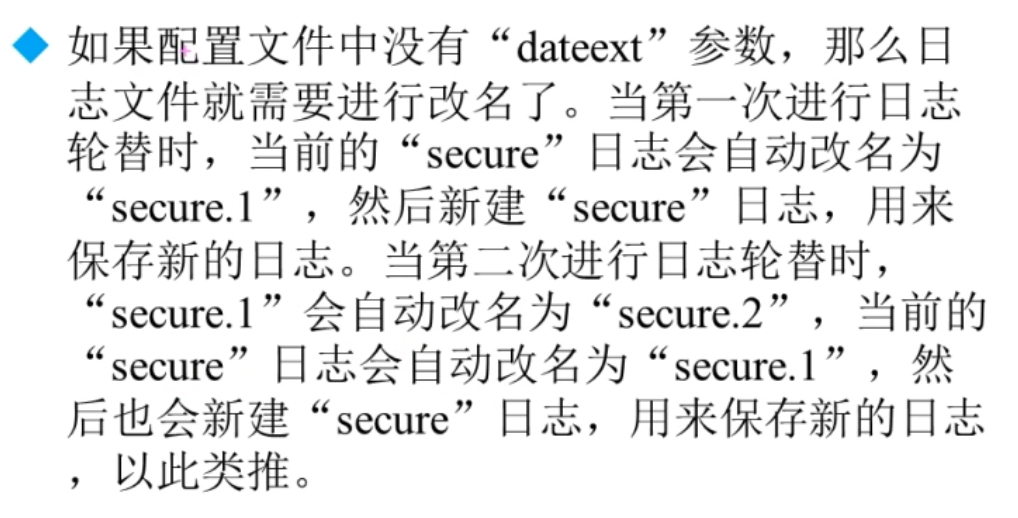 如果配置文件中没有“dateext”参数，那么日
志文件就需要进行改名了。当第一次进行日志
轮替时，当前的“secure”日志会自动改名为
“secure.1”，然后新建“secure”日志，用来
保存新的日志。当第二次进行日志轮替时，
“secure.1”会自动改名为“secure.2”，当前的
“secure”日志会自动改名为“secure.1”，然
后也会新建“secure”日志，用来保存新的日志
，以此类推。